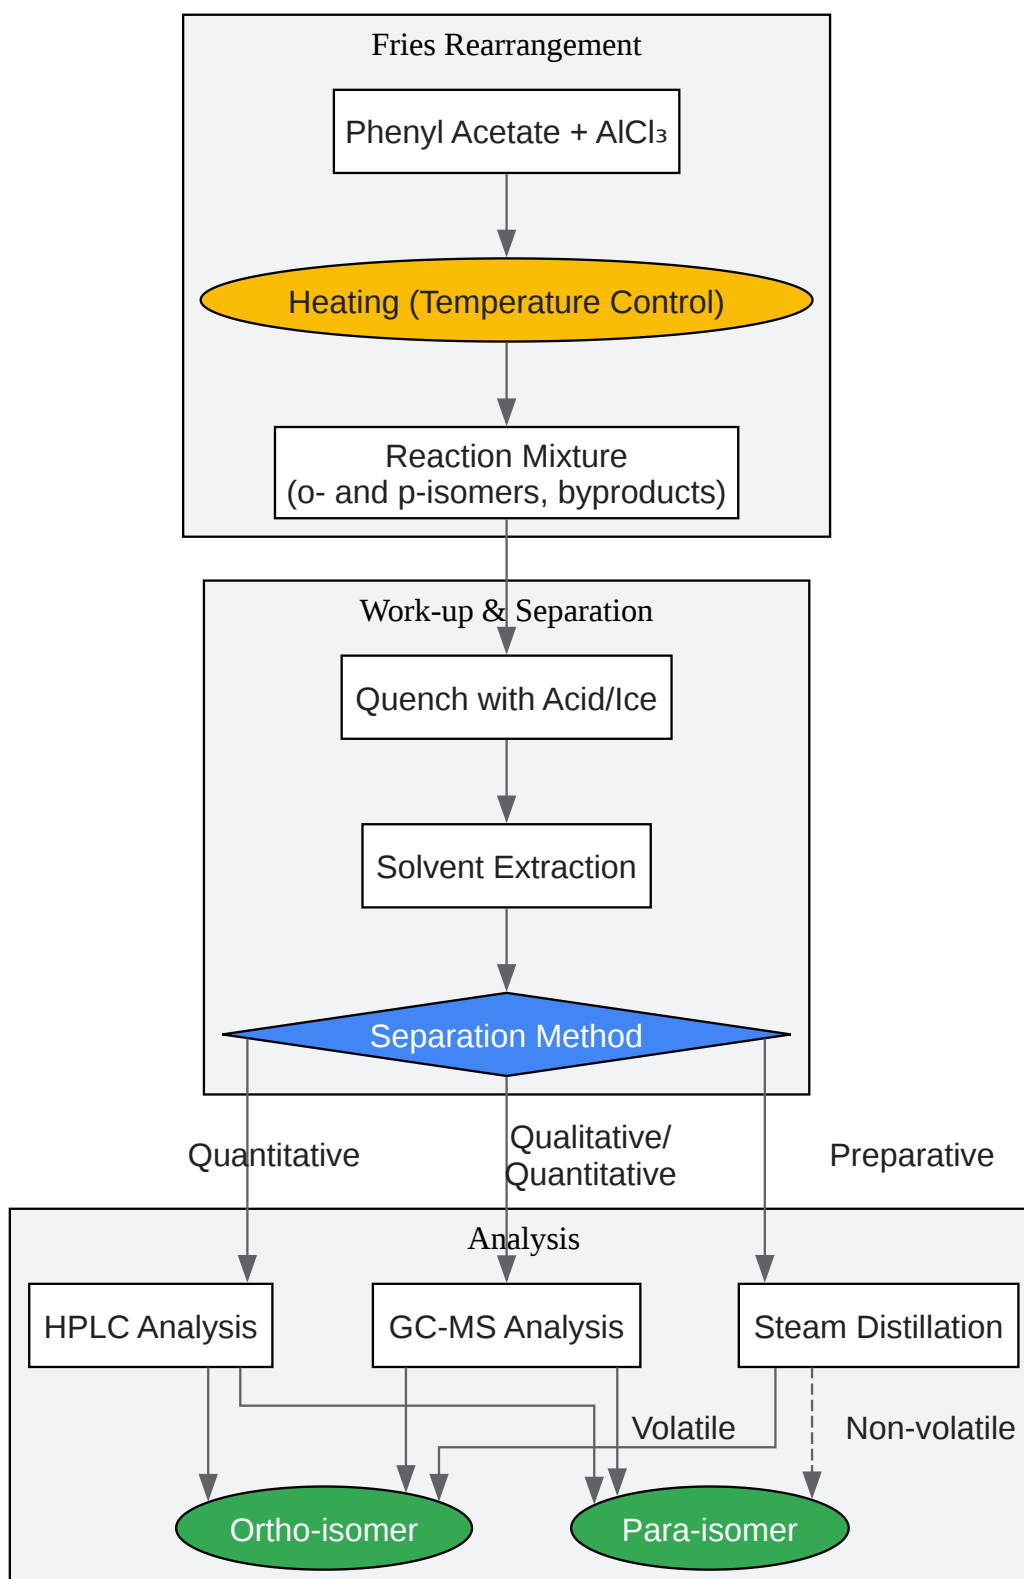 Fries Rearrangement
Phenyl Acetate + AlCl₃
Heating (Temperature Control)
Reaction Mixture
(o- and p-isomers, byproducts)
Work-up & Separation
Quench with Acid/Ice
Solvent Extraction
Separation Method
Quantitative
Qualitative/
Quantitative
Preparative
Analysis
HPLC Analysis
GC-MS Analysis
Steam Distillation
Volatile
Non-volatile
Ortho-isomer
Para-isomer